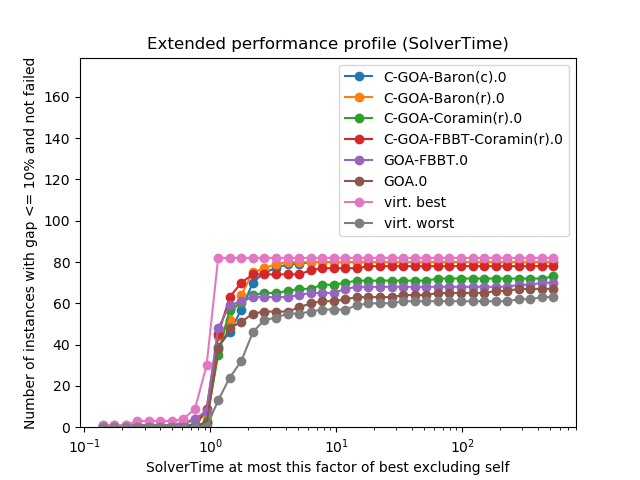 Extended performance profile (SolverTime)
Number of instances with gap <= 10% and not failed
160
140
120
100
80
60
40
20
0
C-GOA-Baron(c).0
C-GOA-Baron(r).0
C-GOA-Coramin(r).0
C-GOA-FBBT-Coramin(r).0
GOA-FBBT.0
GOA.0
virt. best
virt. worst
10⁻¹ 10⁰ 10¹ 10²
SolverTime at most this factor of best excluding self